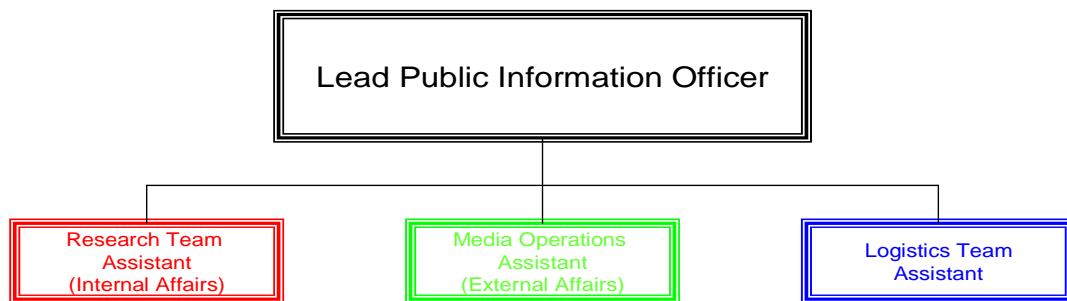 Lead Public Information Officer
Research Team
Assistant
(Internal Affairs)
Media Operations
Assistant
(External Affairs)
Logistics Team
Assistant